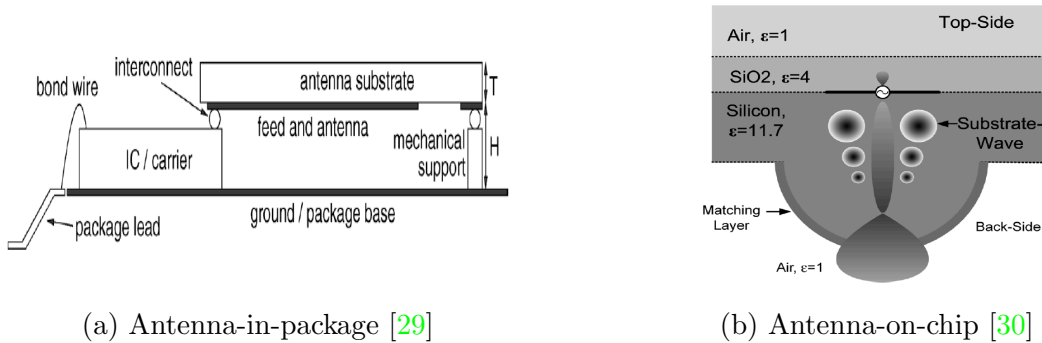 interconnect
bond wire
antenna substrate
T
feed and antenna
mechanical
support
H
IC / carrier
ground / package base
package lead
(a) Antenna-in-package [29]
Top-Side
Air, ε=1
SiO2, ε=4
Silicon,
ε=11.7
Substrate-
Wave
Matching
Layer
Back-Side
Air, ε=1
(b) Antenna-on-chip [30]